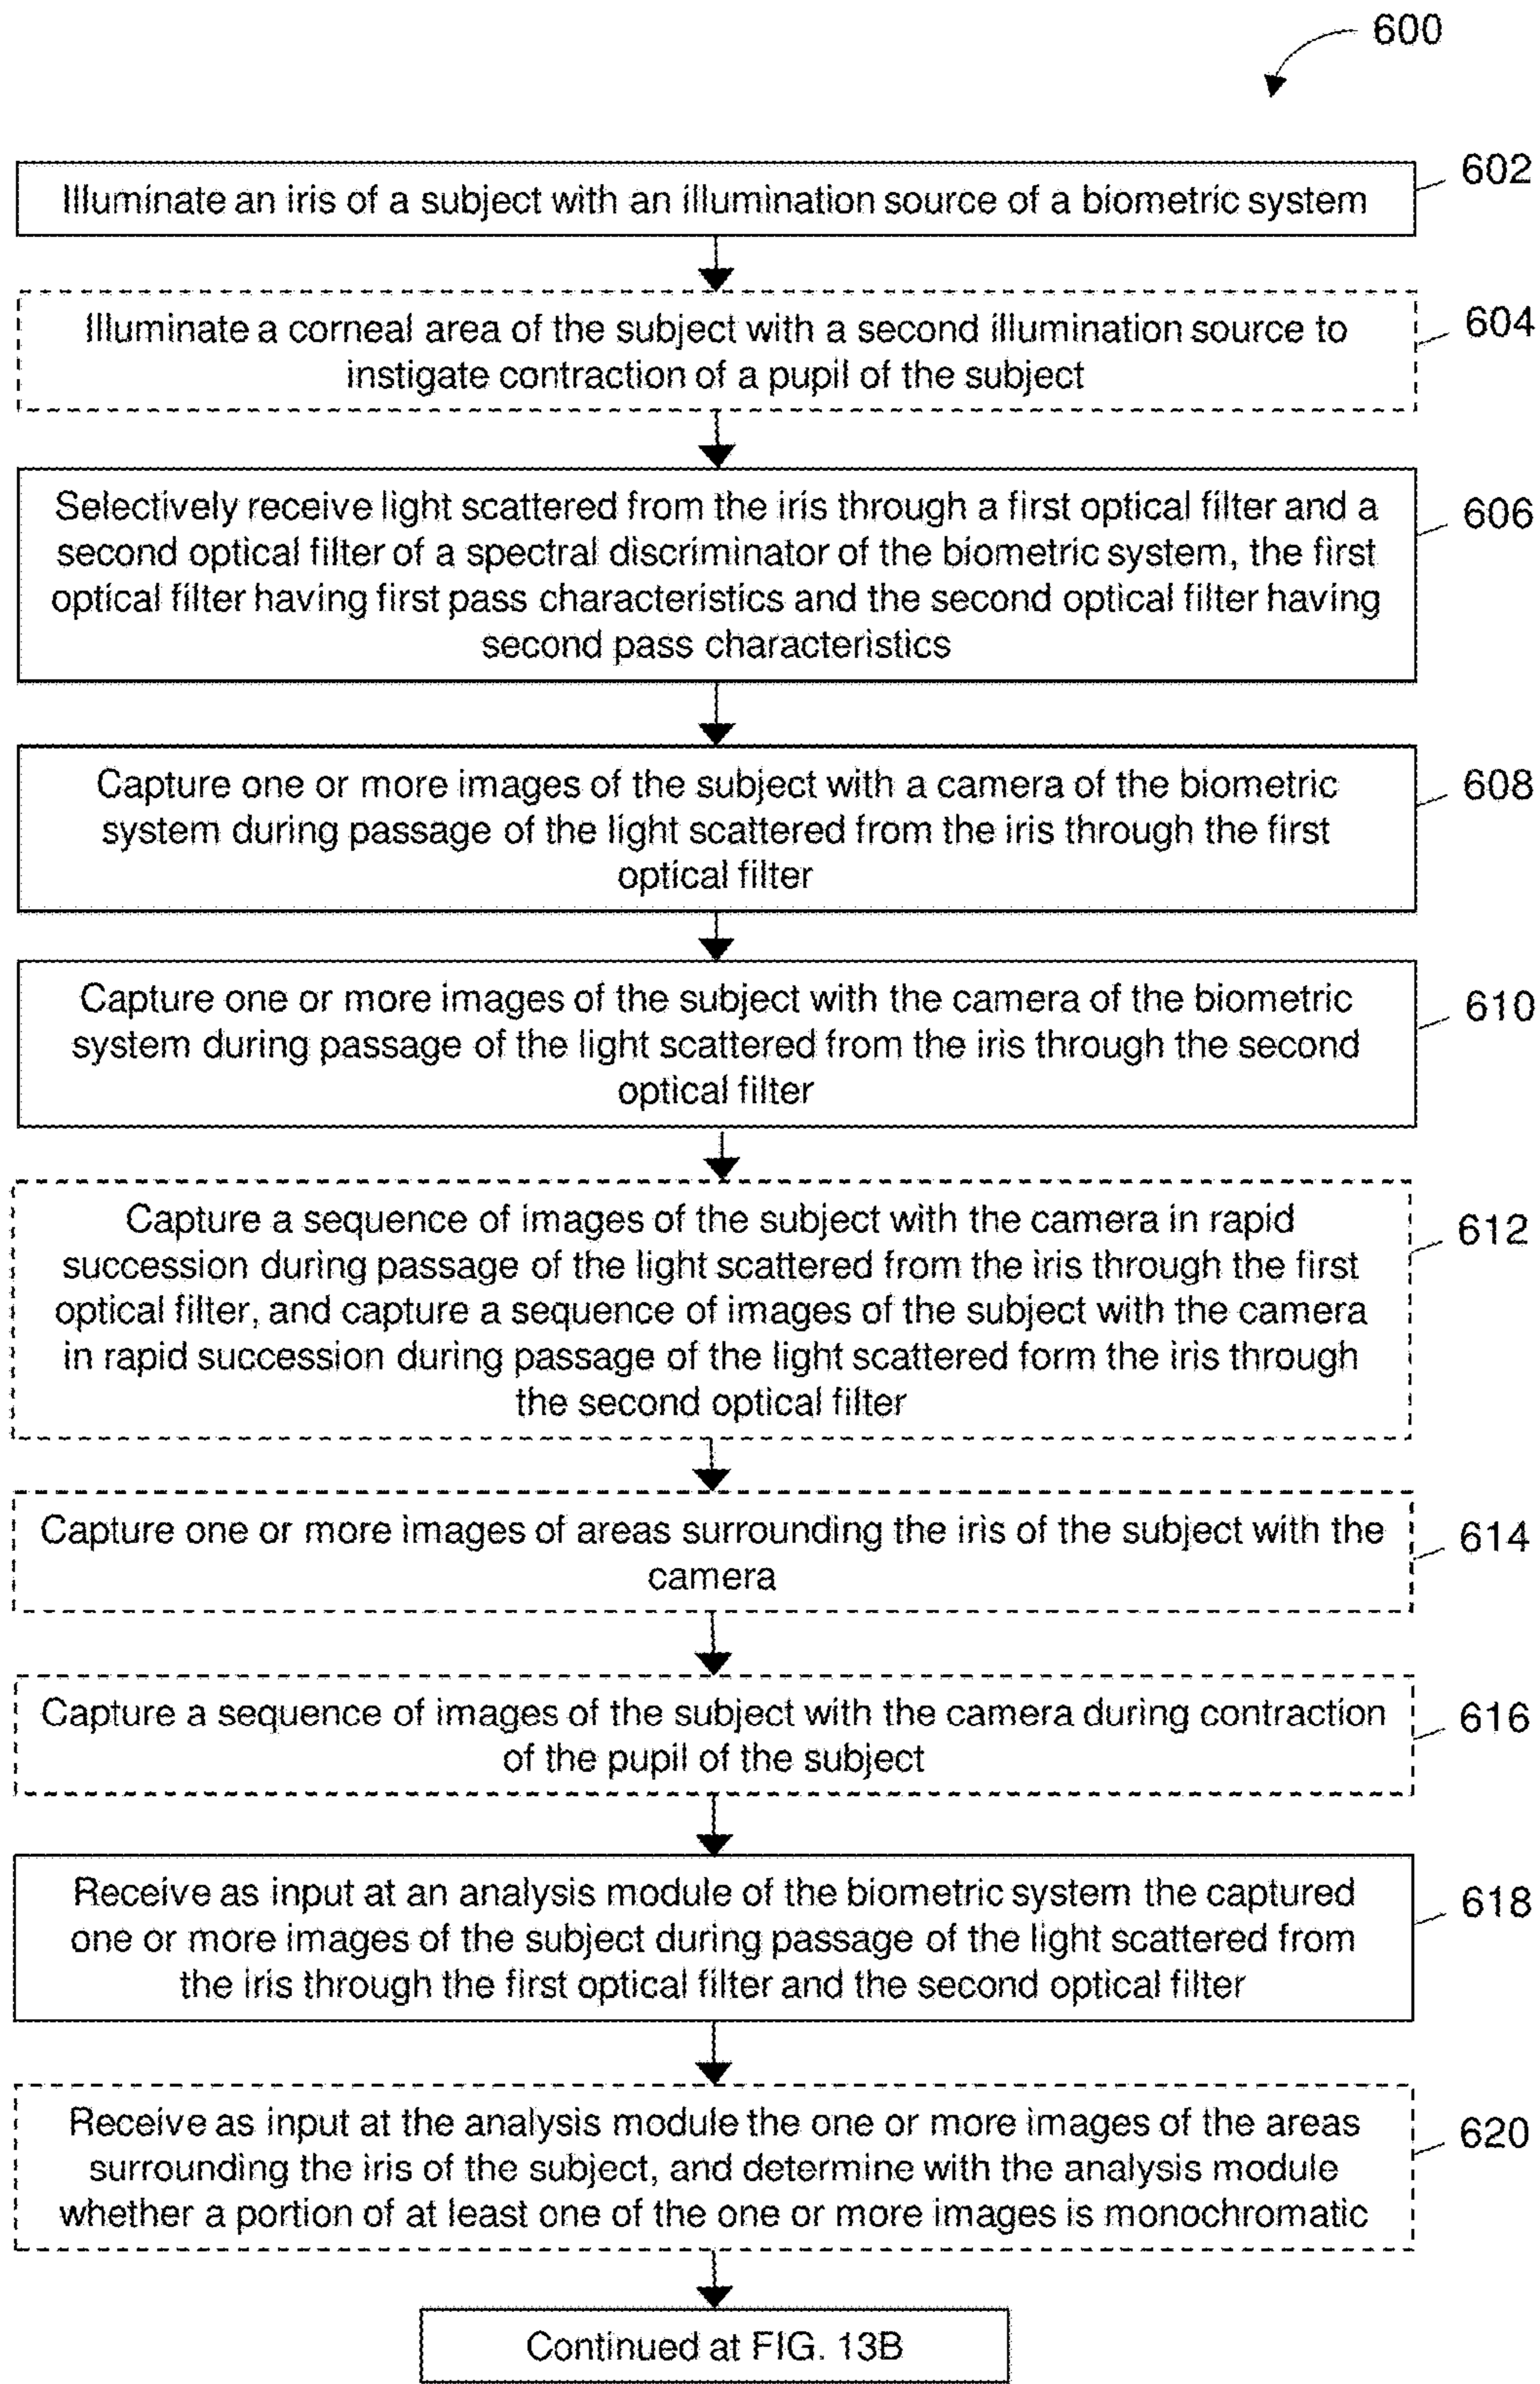 600
Illuminate an iris of a subject with an illumination source of a biometric system
602
Illuminate a corneal area of the subject with a second illumination source to
instigate contraction of a pupil of the subject
604
Selectively receive light scattered from the iris through a first optical filter and a
second optical filter of a spectral discriminator of the biometric system, the first
optical filter having first pass characteristics and the second optical filter having
second pass characteristics
606
Capture one or more images of the subject with a camera of the biometric
system during passage of the light scattered from the iris through the first
optical filter
608
Capture one or more images of the subject with the camera of the biometric
system during passage of the light scattered from the iris through the second
optical filter
610
Capture a sequence of images of the subject with the camera in rapid
succession during passage of the light scattered from the iris through the first
optical filter, and capture a sequence of images of the subject with the camera
in rapid succession during passage of the light scattered form the iris through
the second optical filter
612
Capture one or more images of areas surrounding the iris of the subject with the
camera
614
Capture a sequence of images of the subject with the camera during contraction
of the pupil of the subject
616
Receive as input at an analysis module of the biometric system the captured
one or more images of the subject during passage of the light scattered from
the iris through the first optical filter and the second optical filter
618
Receive as input at the analysis module the one or more images of the areas
surrounding the iris of the subject, and determine with the analysis module
whether a portion of at least one of the one or more images is monochromatic
620
Continued at FIG. 13B